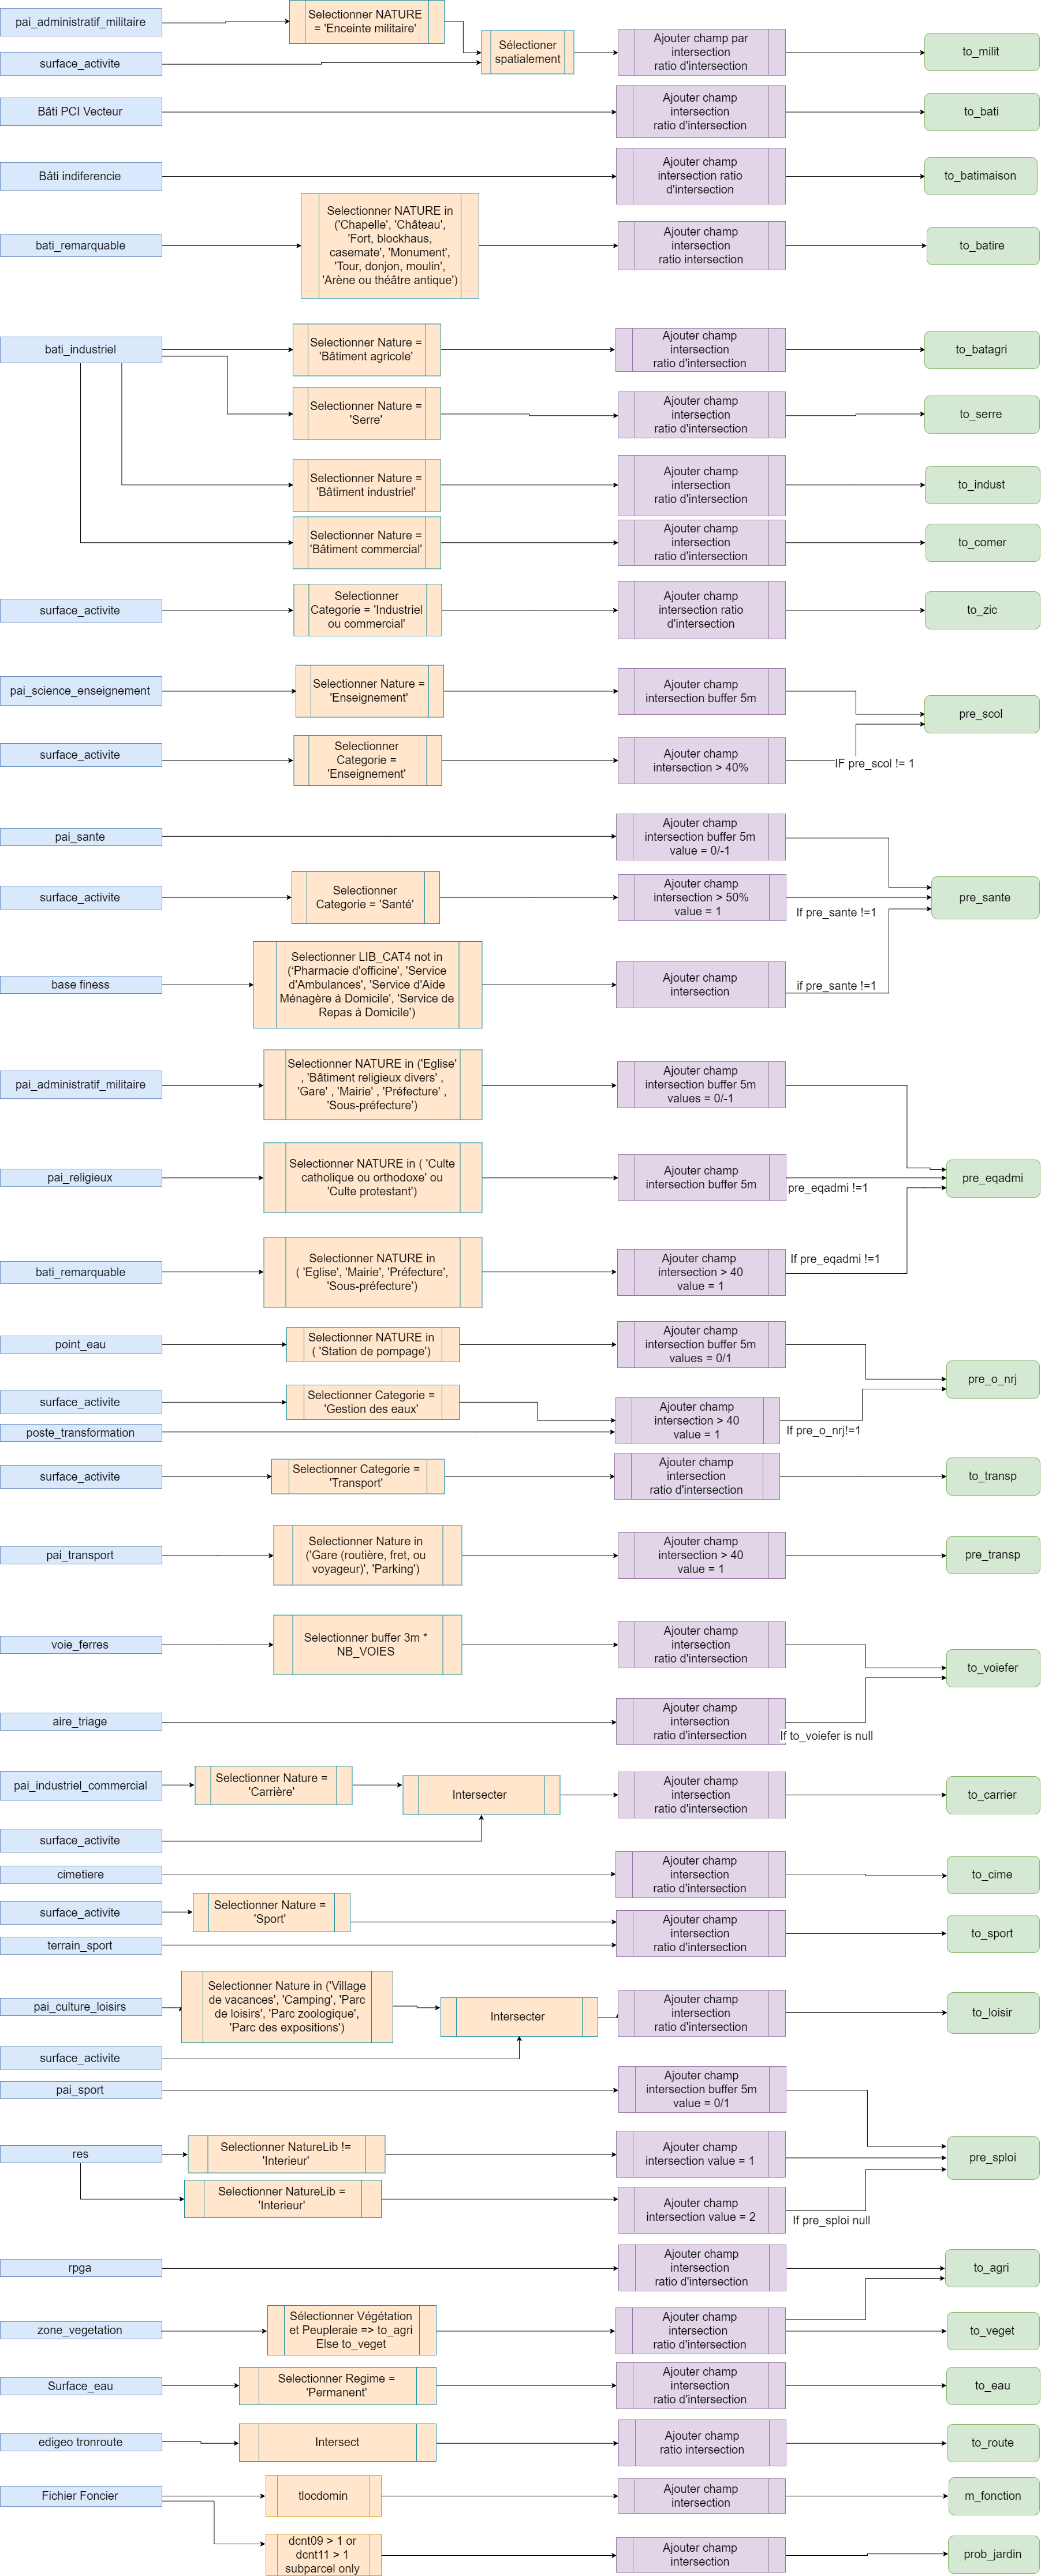 pai_administratif_militaire
Selectionner NATURE
= 'Enceinte militaire'
surface_activite
Sélectioner
spatialement
Ajouter champ par
intersection
ratio d'intersection
to_milit
Bâti PCI Vecteur
Ajouter champ
intersection
ratio d'intersection
to_bati
Bâti indiferencie
Ajouter champ
intersection ratio
d'intersection
to_batimaison
bati_remarquable
Selectionner NATURE in
('Chapelle', 'Château',
'Fort, blockhaus,
casemate', 'Monument',
'Tour, donjon, moulin',
'Arène ou théâtre antique')
Ajouter champ
intersection
ratio intersection
to_batire
bati_industriel
Selectionner Nature =
'Bâtiment agricole'
Ajouter champ
intersection
ratio d'intersection
to_batagri
Selectionner Nature =
'Serre'
Ajouter champ
intersection
ratio d'intersection
to_serre
Selectionner Nature =
'Bâtiment industriel'
Ajouter champ
intersection
ratio d'intersection
to_indust
Selectionner Nature =
'Bâtiment commercial'
Ajouter champ
intersection
ratio d'intersection
to_comer
surface_activite
Selectionner
Categorie = 'Industriel
ou commercial'
Ajouter champ
intersection ratio
d'intersection
to_zic
pai_science_enseignement
Selectionner Nature =
'Enseignement'
Ajouter champ
intersection buffer 5m
pre_scol
surface_activite
Selectionner
Categorie =
'Enseignement'
Ajouter champ
intersection > 40%
IF pre_scol != 1
pai_sante
Ajouter champ
intersection buffer 5m
value = 0/-1
surface_activite
Selectionner
Categorie = 'Santé'
Ajouter champ
intersection > 50%
value = 1
If pre_sante !=1
pre_sante
base finess
Selectionner LIB_CAT4 not in
('Pharmacie d'officine', 'Service
d'Ambulances', 'Service d'Aide
Ménagère à Domicile', 'Service de
Repas à Domicile')
Ajouter champ
intersection
if pre_sante !=1
pai_administratif_militaire
Selectionner NATURE in ('Eglise'
, 'Bâtiment religieux divers' ,
'Gare' , 'Mairie' , 'Préfecture' ,
'Sous-préfecture')
Ajouter champ
intersection buffer 5m
values = 0/-1
pai_religieux
Selectionner NATURE in ( 'Culte
catholique ou orthodoxe' ou
'Culte protestant')
Ajouter champ
intersection buffer 5m
pre_eqadmi !=1
pre_eqadmi
bati_remarquable
Selectionner NATURE in
( 'Eglise', 'Mairie', 'Préfecture',
'Sous-préfecture')
Ajouter champ
intersection > 40
value = 1
If pre_eqadmi !=1
point_eau
Selectionner NATURE in
( 'Station de pompage')
Ajouter champ
intersection buffer 5m
values = 0/1
pre_o_nrj
surface_activite
Selectionner Categorie =
'Gestion des eaux'
poste_transformation
Ajouter champ
intersection > 40
value = 1
If pre_o_nrj!=1
surface_activite
Selectionner Categorie =
'Transport'
Ajouter champ
intersection
ratio d'intersection
to_transp
pai_transport
Selectionner Nature in
('Gare (routière, fret, ou
voyageur)', 'Parking')
Ajouter champ
intersection > 40
value = 1
pre_transp
voie_ferres
Selectionner buffer 3m *
NB_VOIES
Ajouter champ
intersection
ratio d'intersection
to_voiefer
aire_triage
Ajouter champ
intersection
ratio d'intersection
If to_voiefer is null
pai_industriel_commercial
Selectionner Nature =
'Carrière'
Intersecter
Ajouter champ
intersection
ratio d'intersection
to_carrier
surface_activite
cimetiere
Ajouter champ
intersection
ratio d'intersection
to_cime
surface_activite
Selectionner Nature =
'Sport'
terrain_sport
Ajouter champ
intersection
ratio d'intersection
to_sport
pai_culture_loisirs
Selectionner Nature in ('Village
de vacances', 'Camping', 'Parc
de loisirs', 'Parc zoologique',
'Parc des expositions')
Intersecter
Ajouter champ
intersection
ratio d'intersection
to_loisir
surface_activite
pai_sport
Ajouter champ
intersection buffer 5m
value = 0/1
res
Selectionner NatureLib !=
'Interieur'
Ajouter champ
intersection value = 1
pre_sploi
Selectionner NatureLib =
'Interieur'
Ajouter champ
intersection value = 2
If pre_sploi null
rpga
Ajouter champ
intersection
ratio d'intersection
to_agri
zone_vegetation
Sélectionner Végétation
et Peupleraie => to_agri
Else to_veget
Ajouter champ
intersection
ratio d'intersection
to_veget
Surface_eau
Selectionner Regime =
'Permanent'
Ajouter champ
intersection
ratio d'intersection
to_eau
edigeo tronroute
Intersect
Ajouter champ
ratio intersection
to_route
Fichier Foncier
tlocdomin
Ajouter champ
intersection
m_fonction
dcnt09 > 1 or
dcnt11 > 1
subparcel only
Ajouter champ
intersection
prob_jardin